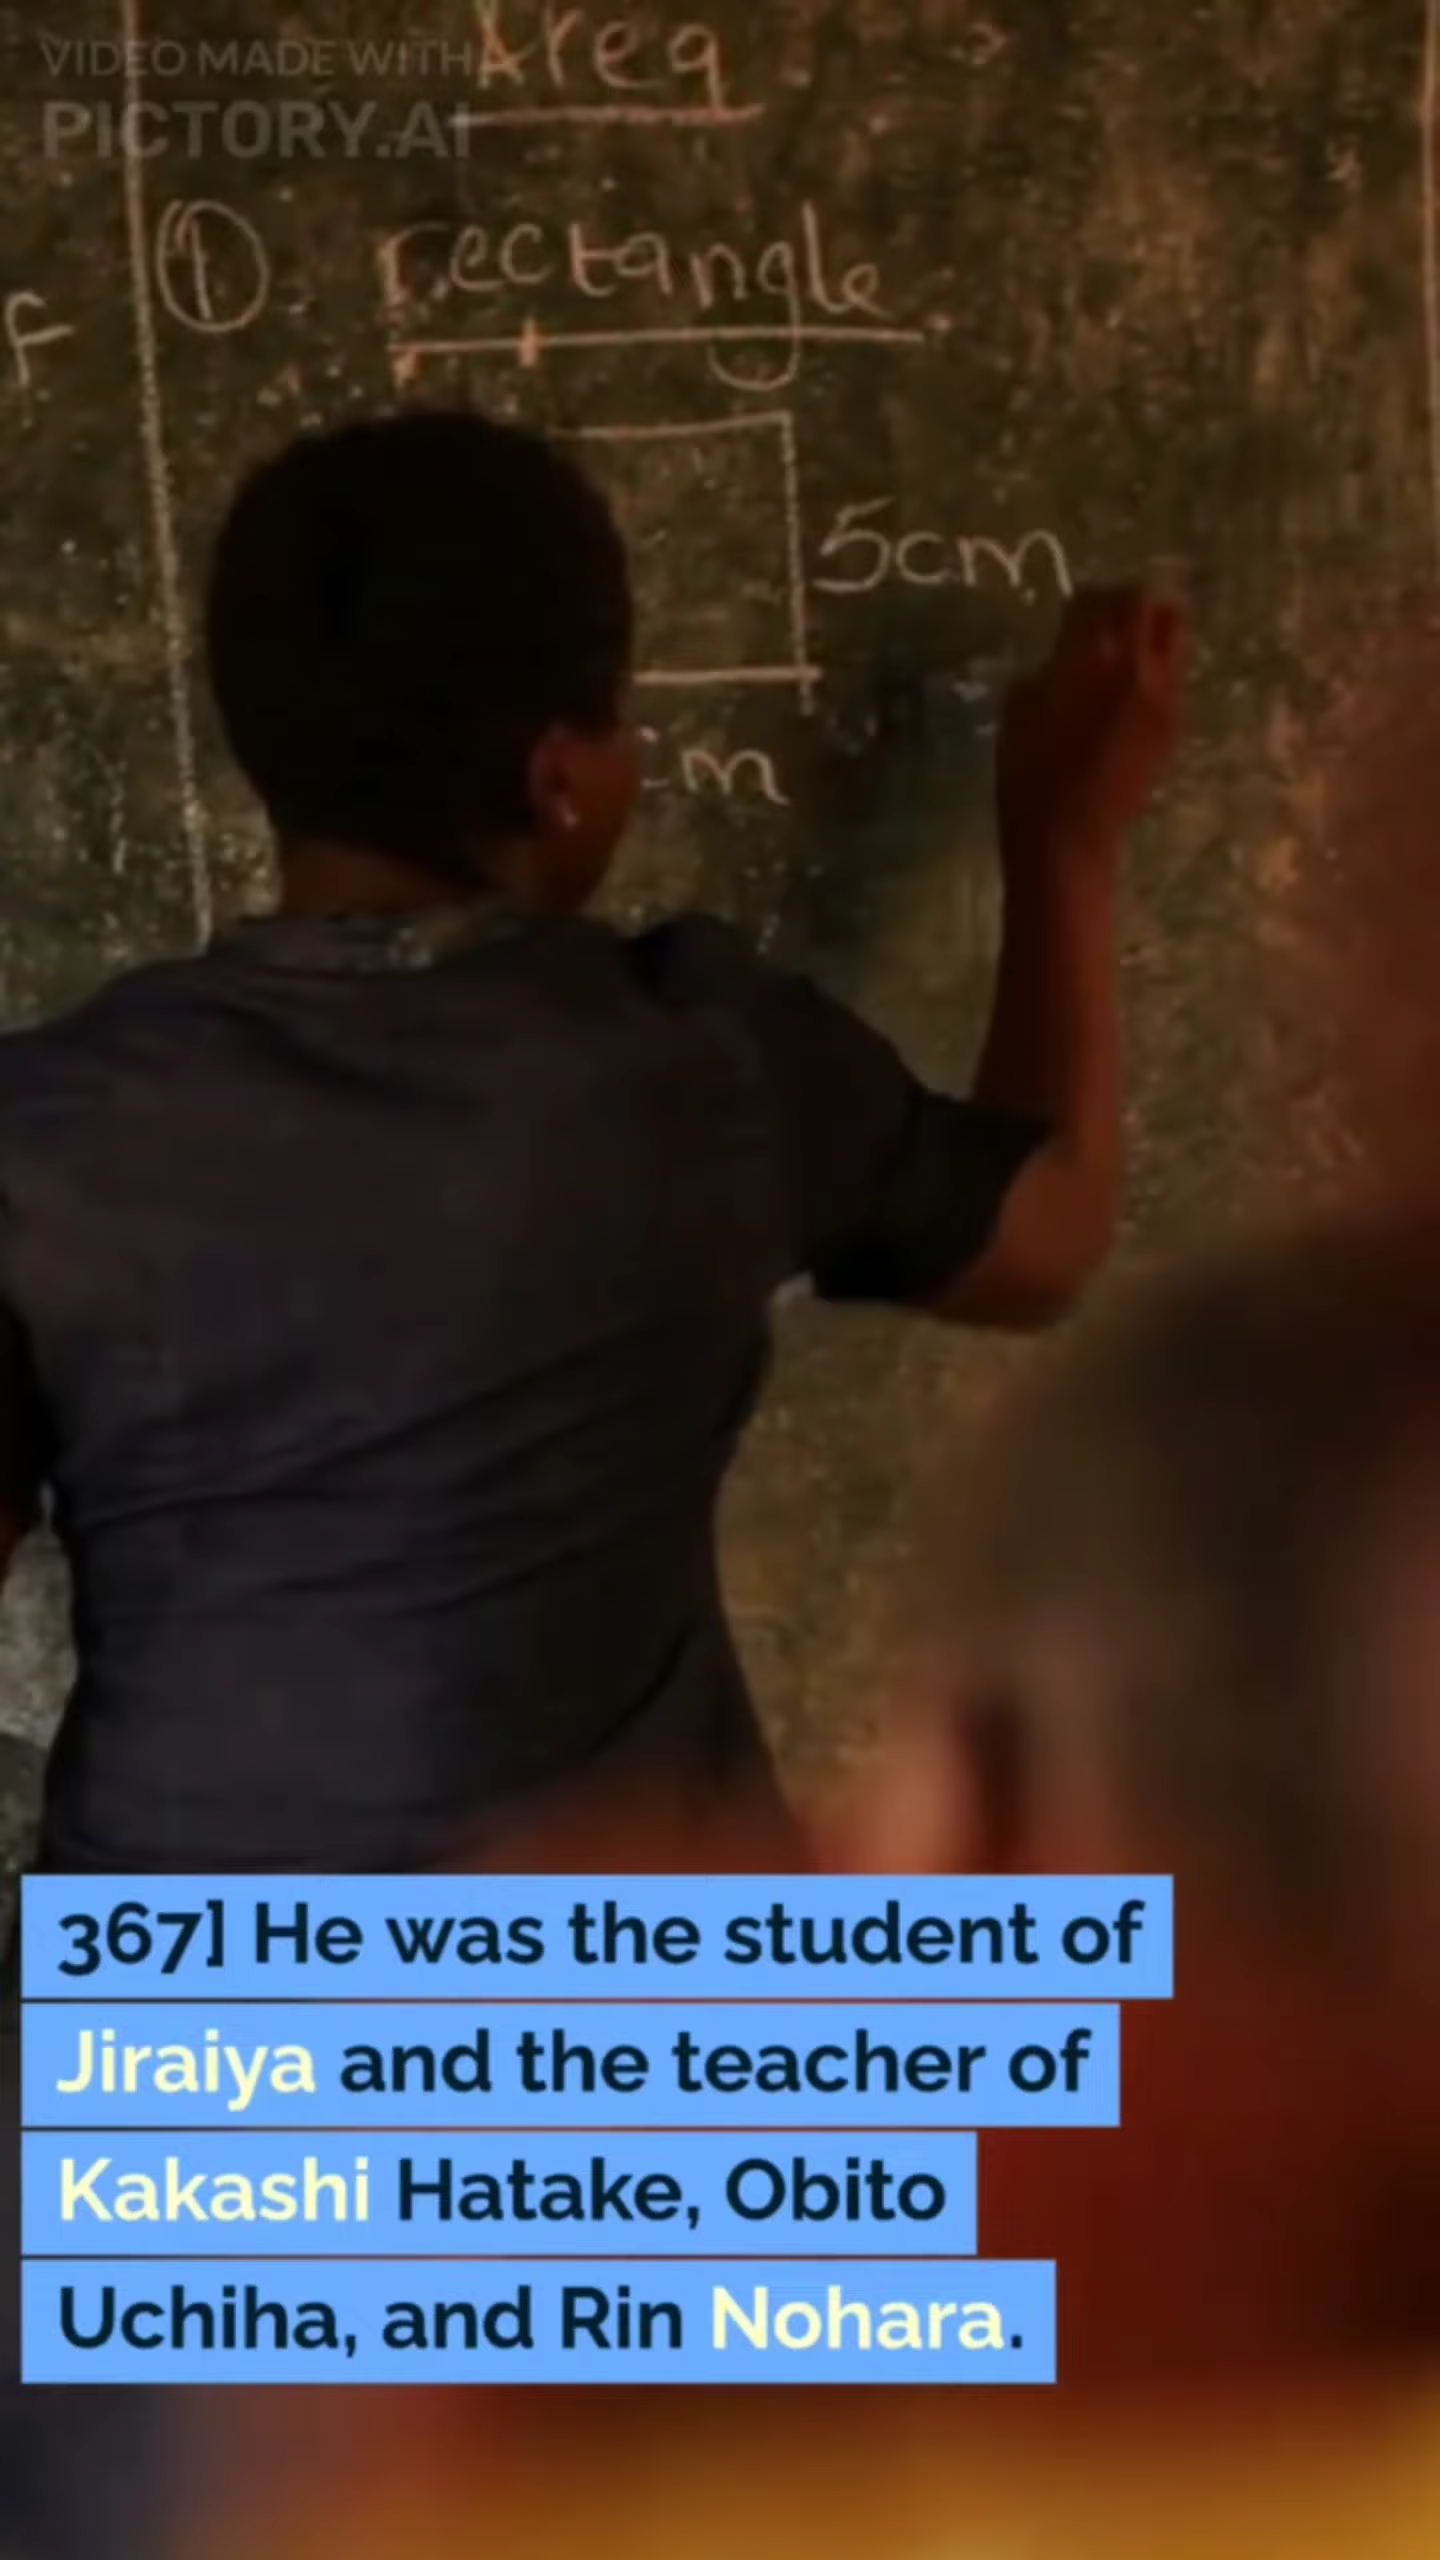 VIDEO MADE WITH
PICTORY.AI
Area
① rectangle
F
5cm
cm
367] He was the student of
Jiraiya and the teacher of
Kakashi Hatake, Obito
Uchiha, and Rin Nohara.